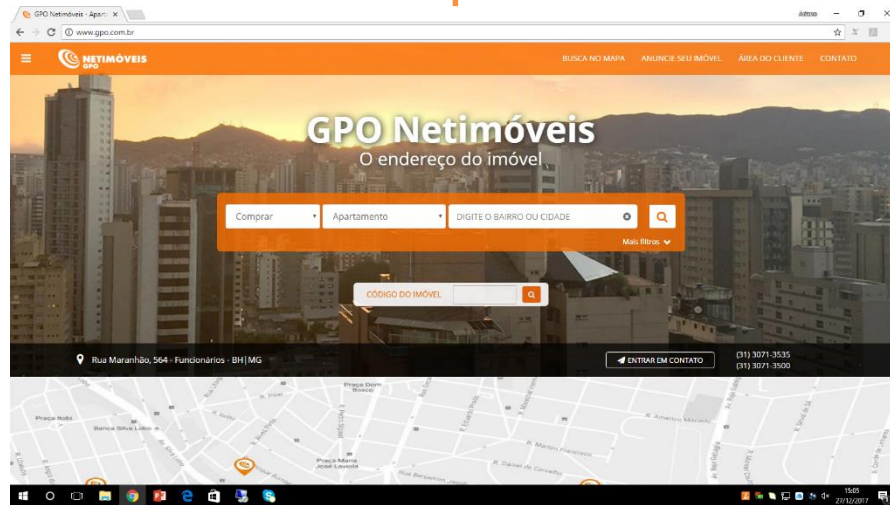 GPO Netimóveis - Apart
www.gpo.com.br
NETIMÓVEIS
GPO
BUSCA NO MAPA
ANUNCIE SEU IMÓVEL
ÁREA DO CLIENTE
CONTATO
GPO Netimóveis
O endereço do imóvel
Comprar
Apartamento
DIGITE O BAIRRO OU CIDADE
Mais filtros
CÓDIGO DO IMÓVEL
Rua Maranhão, 564 - Funcionários - BH|MG
ENTRAR EM CONTATO
(31) 3071-3535
(31) 3071-3500
Praça Dom
Bosco
R. Martim Francisco
Praça Maria
José Laviola
15:05
27/12/2017